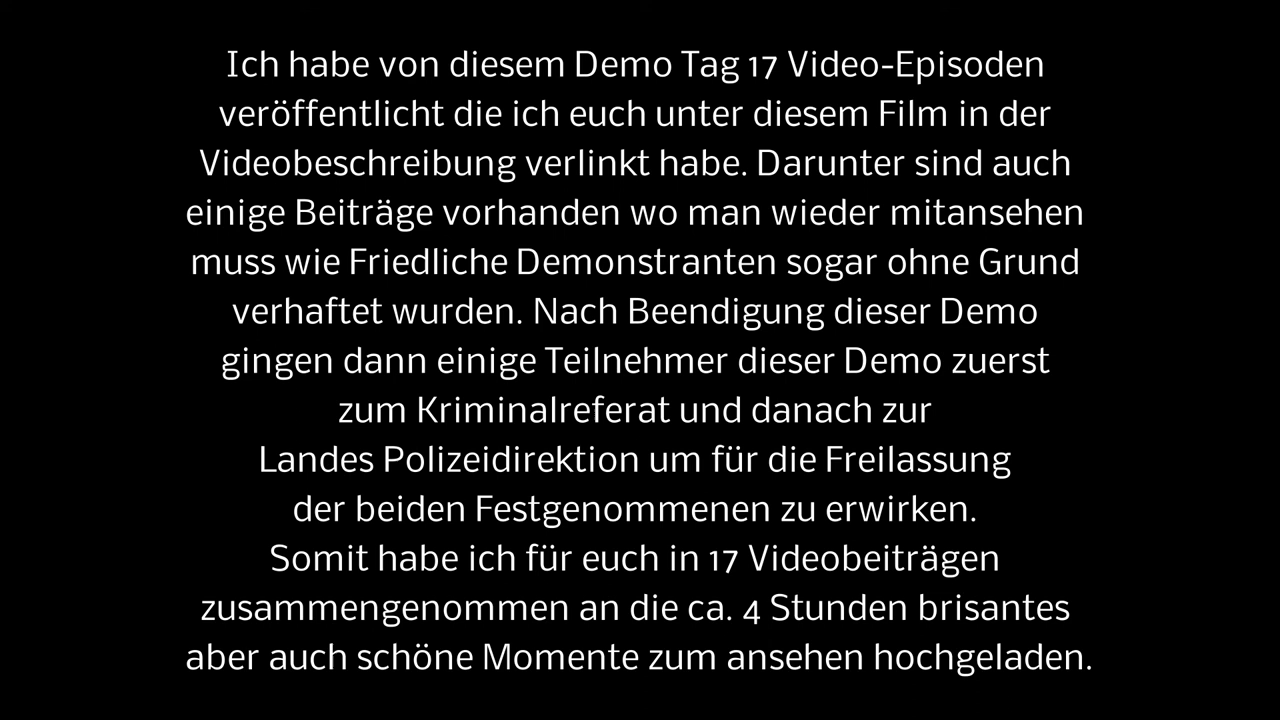 Ich habe von diesem Demo Tag 17 Video-Episoden
veröffentlicht die ich euch unter diesem Film in der
Videobeschreibung verlinkt habe. Darunter sind auch
einige Beiträge vorhanden wo man wieder mitansehen
muss wie Friedliche Demonstranten sogar ohne Grund
verhaftet wurden. Nach Beendigung dieser Demo
gingen dann einige Teilnehmer dieser Demo zuerst
zum Kriminalreferat und danach zur
Landes Polizeidirektion um für die Freilassung
der beiden Festgenommenen zu erwirken.
Somit habe ich für euch in 17 Videobeiträgen
zusammengenommen an die ca. 4 Stunden brisantes
aber auch schöne Momente zum ansehen hochgeladen.